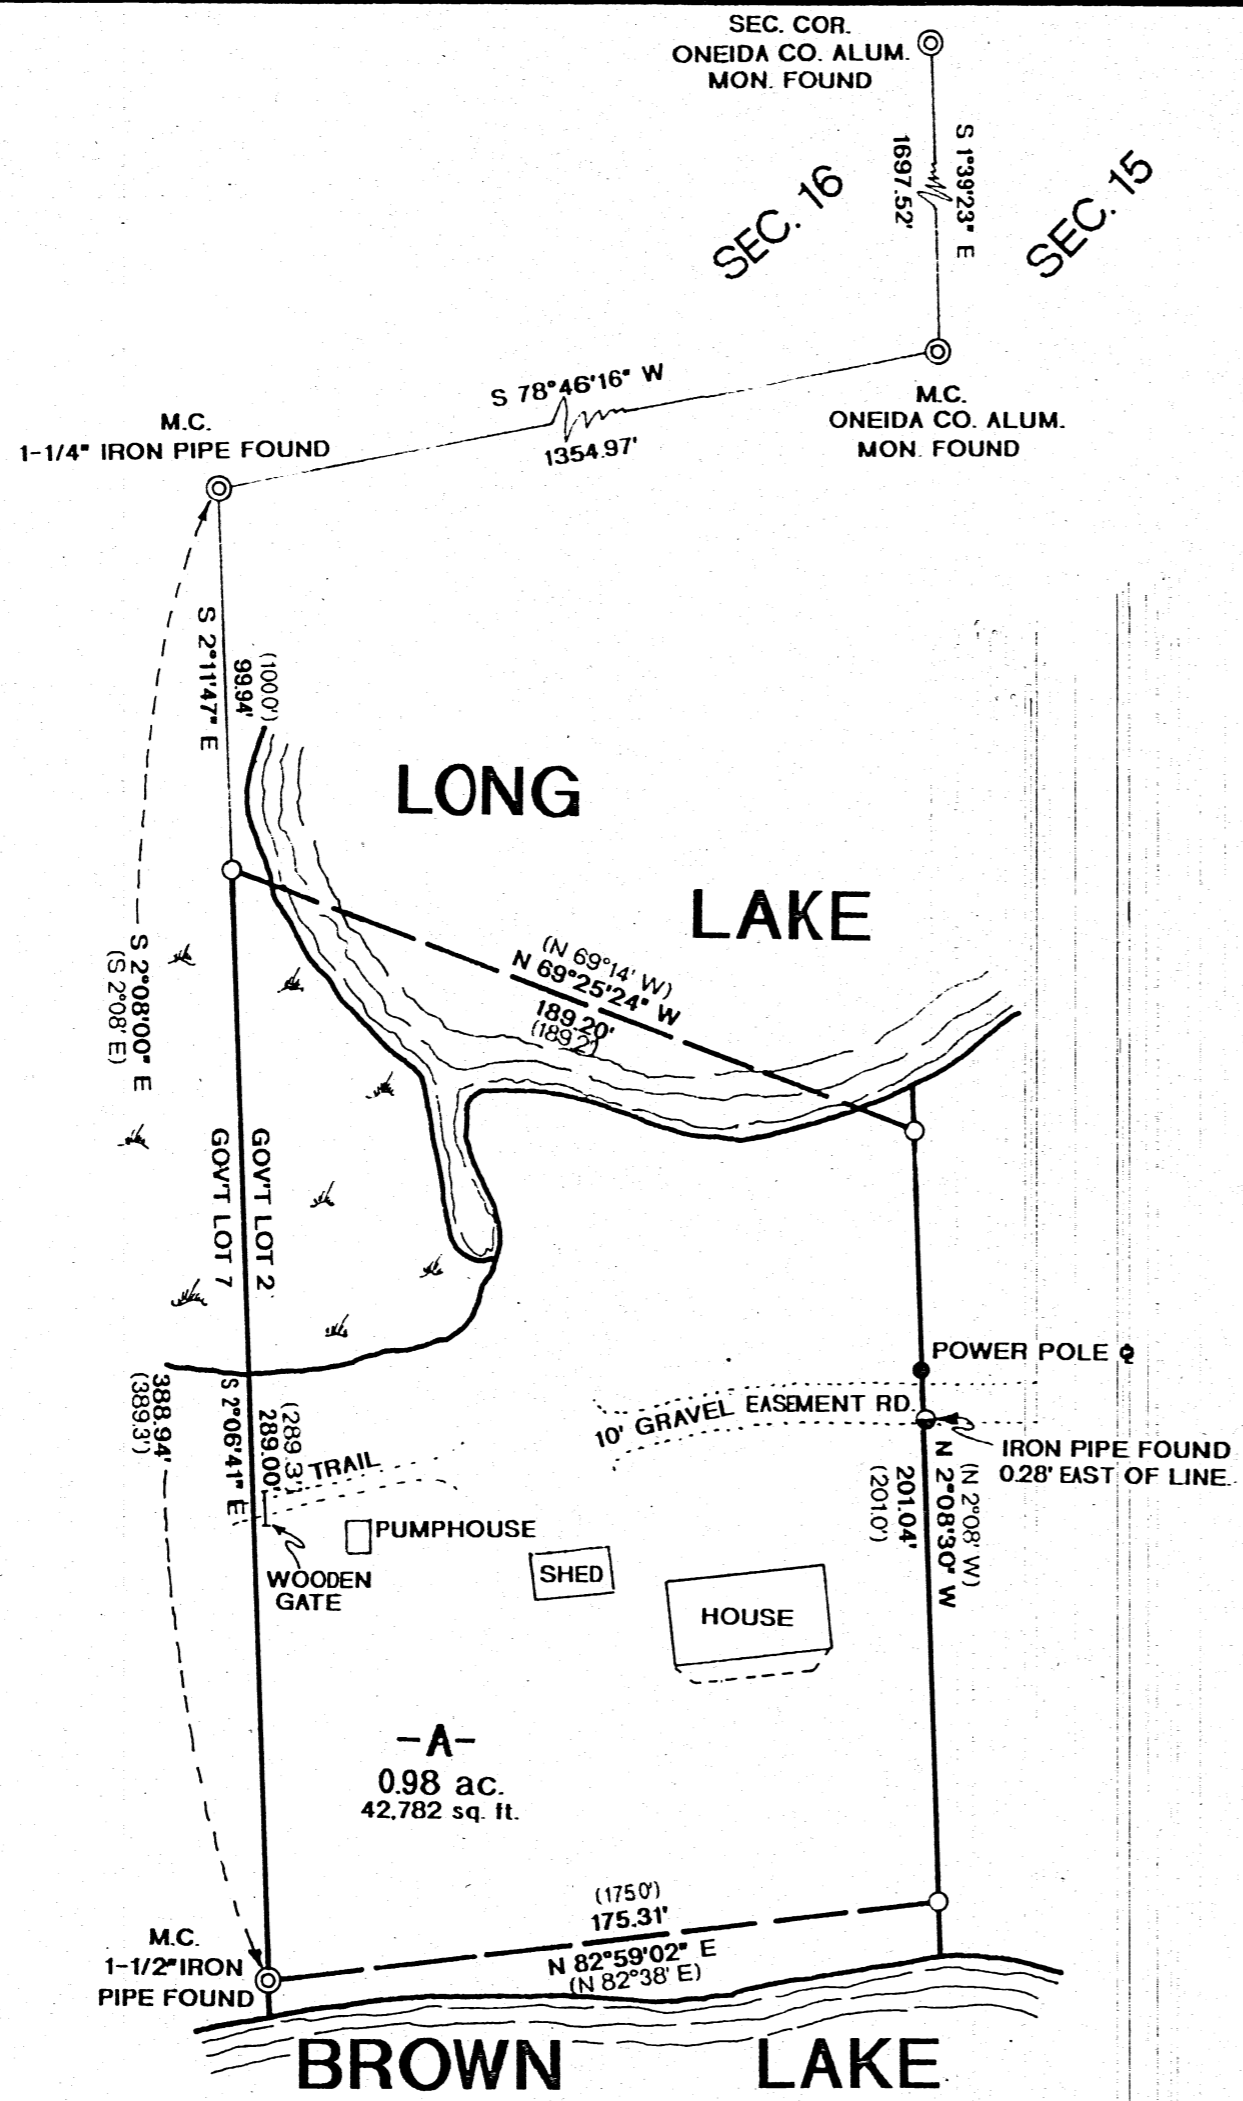 SEC. COR.
ONEIDA CO. ALUM.
MON. FOUND
S 1°39'23" E
1697.52'
SEC. 16
SEC. 15
M.C.
ONEIDA CO. ALUM.
MON. FOUND
S 78°46'16" W
1354.97'
M.C.
1-1/4" IRON PIPE FOUND
S 2°11'47" E
(100.0')
99.94'
LONG
LAKE
(N 69°14' W)
N 69°25'24" W
189.20'
(189.2')
S 2°08'00" E
(S 2°08' E)
GOV'T LOT 2
GOV'T LOT 7
POWER POLE
10' GRAVEL EASEMENT RD.
IRON PIPE FOUND
0.28' EAST OF LINE.
(N 2°08' W)
N 2°08'30" W
201.04'
(201.0')
388.94'
(389.3')
S 2°06'41" E
(289.3')
289.00'
TRAIL
PUMPHOUSE
WOODEN
GATE
SHED
HOUSE
-A-
0.98 ac.
42,782 sq. ft.
(175.0')
175.31'
N 82°59'02" E
(N 82°38' E)
M.C.
1-1/2" IRON
PIPE FOUND
BROWN LAKE